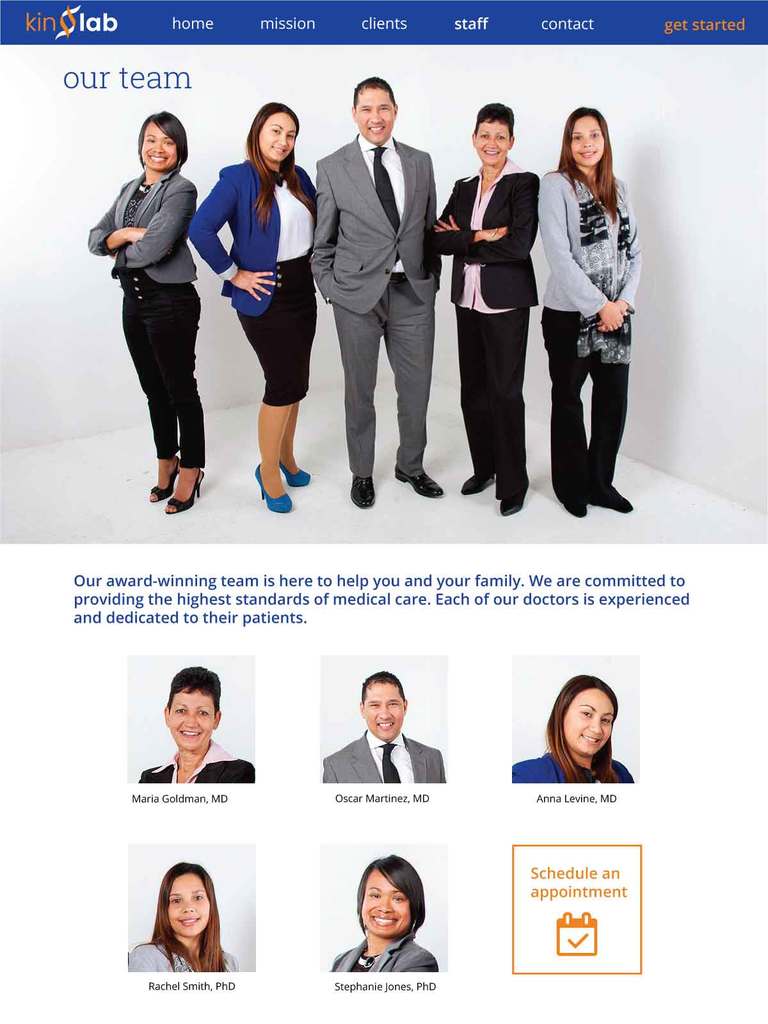 kinlab
home
mission
clients
staff
contact
get started
our team
Our award-winning team is here to help you and your family. We are committed to
providing the highest standards of medical care. Each of our doctors is experienced
and dedicated to their patients.
Maria Goldman, MD
Oscar Martinez, MD
Anna Levine, MD
Rachel Smith, PhD
Stephanie Jones, PhD
Schedule an
appointment